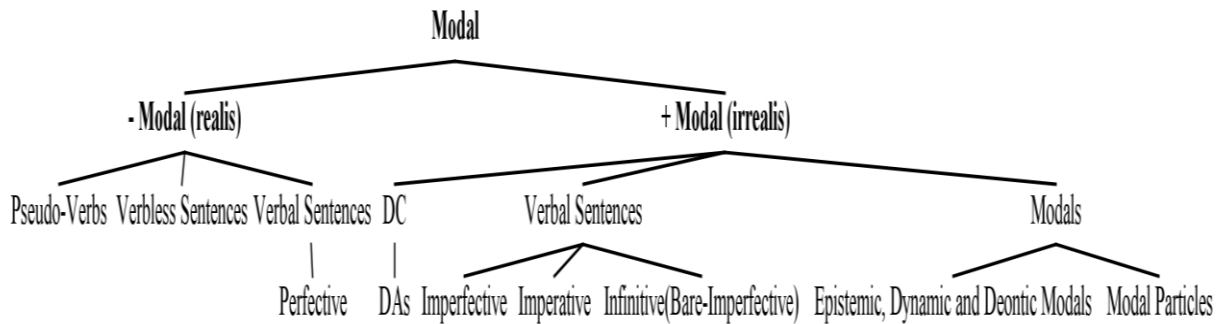 Modal
- Modal (realis) + Modal (irrealis)
Pseudo-Verbs Verbless Sentences Verbal Sentences DC Verbal Sentences Modals
Perfective DAs Imperfective Imperative Infinitive(Bare-Imperfective) Epistemic, Dynamic and Deontic Modals Modal Particles